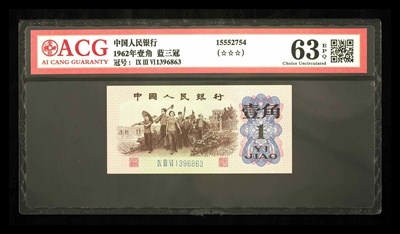 ACG
AI CANG GUARANTY
中国人民银行
1962年壹角 蓝三冠
冠号： IX III VI 1396863
15552754
(☆☆☆)
63 EPQ
Choice Uncirculated
中國人民銀行
壹角
1
YI
JIAO
IX III VI 1396863